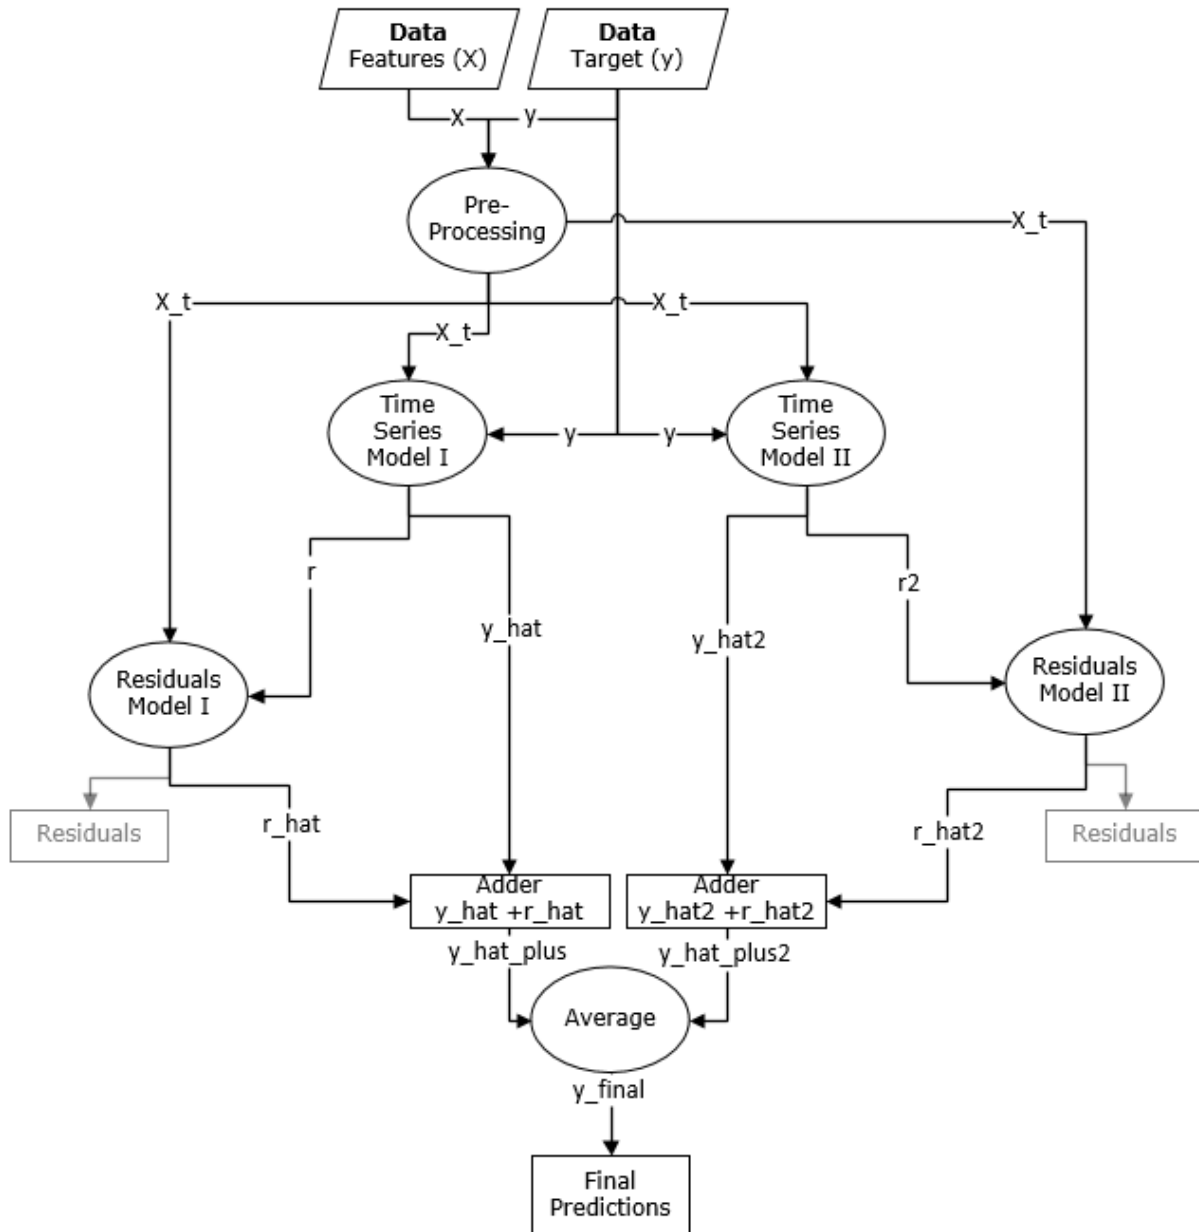 Data
Features (X)
Data
Target (y)
X
y
Pre-
Processing
X_t
X_t
X_t
X_t
Time
Series
Model I
y
y
Time
Series
Model II
r
r2
y_hat
y_hat2
Residuals
Model I
Residuals
Model II
Residuals
r_hat
r_hat2
Residuals
Adder
y_hat +r_hat
Adder
y_hat2 +r_hat2
y_hat_plus
y_hat_plus2
Average
y_final
Final
Predictions